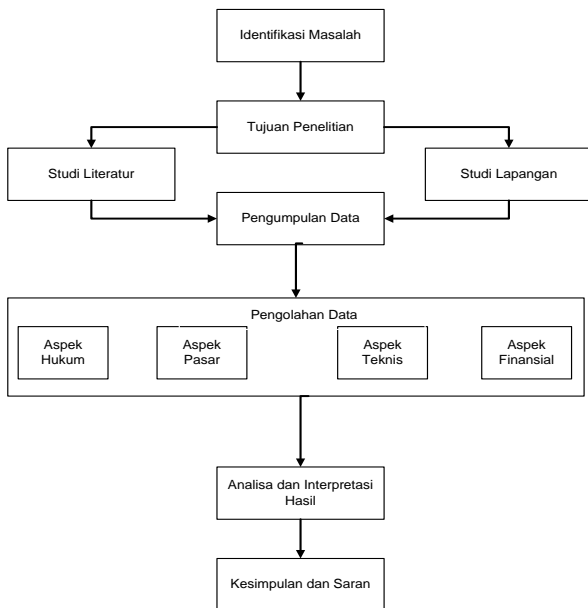 Identifikasi Masalah
Tujuan Penelitian
Studi Literatur
Studi Lapangan
Pengumpulan Data
Pengolahan Data
Aspek
Hukum
Aspek
Pasar
Aspek
Teknis
Aspek
Finansial
Analisa dan Interpretasi
Hasil
Kesimpulan dan Saran